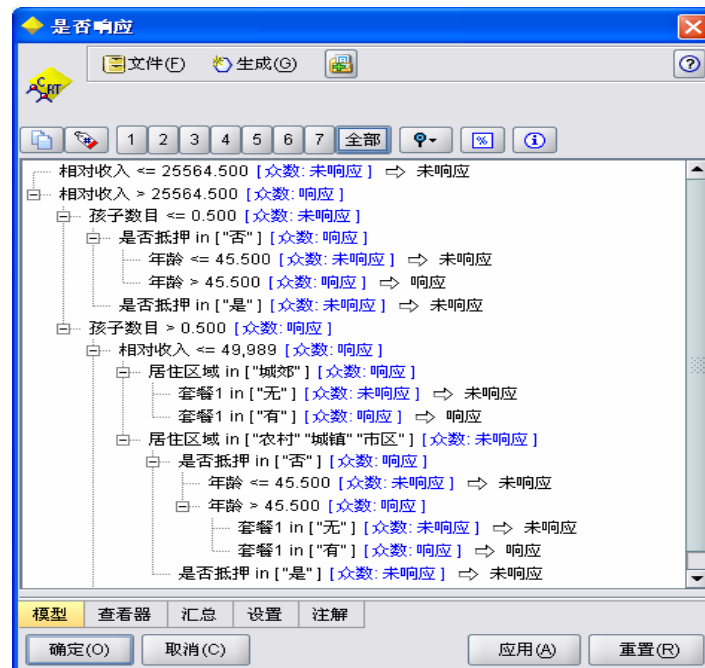 是否响应
文件(F) 生成(G)
C&RT
1 2 3 4 5 6 7 全部 %
相对收入 <= 25564.500 [ 众数: 未响应 ] ⇨ 未响应
相对收入 > 25564.500 [ 众数: 响应 ]
孩子数目 <= 0.500 [ 众数: 未响应 ]
是否抵押 in [ "否" ] [ 众数: 响应 ]
年龄 <= 45.500 [ 众数: 未响应 ] ⇨ 未响应
年龄 > 45.500 [ 众数: 响应 ] ⇨ 响应
是否抵押 in [ "是" ] [ 众数: 未响应 ] ⇨ 未响应
孩子数目 > 0.500 [ 众数: 响应 ]
相对收入 <= 49,989 [ 众数: 响应 ]
居住区域 in [ "城郊" ] [ 众数: 响应 ]
套餐1 in [ "无" ] [ 众数: 未响应 ] ⇨ 未响应
套餐1 in [ "有" ] [ 众数: 响应 ] ⇨ 响应
居住区域 in [ "农村" "城镇" "市区" ] [ 众数: 未响应 ]
是否抵押 in [ "否" ] [ 众数: 响应 ]
年龄 <= 45.500 [ 众数: 未响应 ] ⇨ 未响应
年龄 > 45.500 [ 众数: 响应 ]
套餐1 in [ "无" ] [ 众数: 未响应 ] ⇨ 未响应
套餐1 in [ "有" ] [ 众数: 响应 ] ⇨ 响应
是否抵押 in [ "是" ] [ 众数: 未响应 ] ⇨ 未响应
模型 查看器 汇总 设置 注解
确定(O) 取消(C) 应用(A) 重置(R)